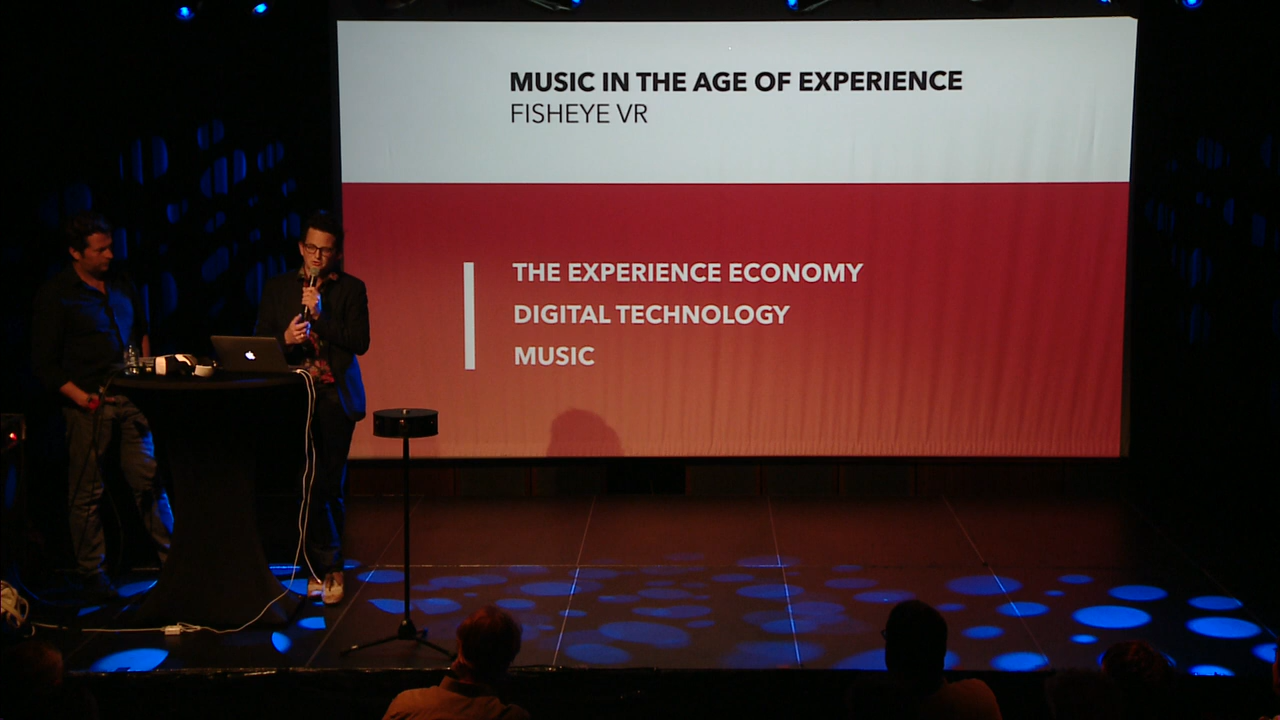 MUSIC IN THE AGE OF EXPERIENCE
FISHEYE VR
THE EXPERIENCE ECONOMY
DIGITAL TECHNOLOGY
MUSIC